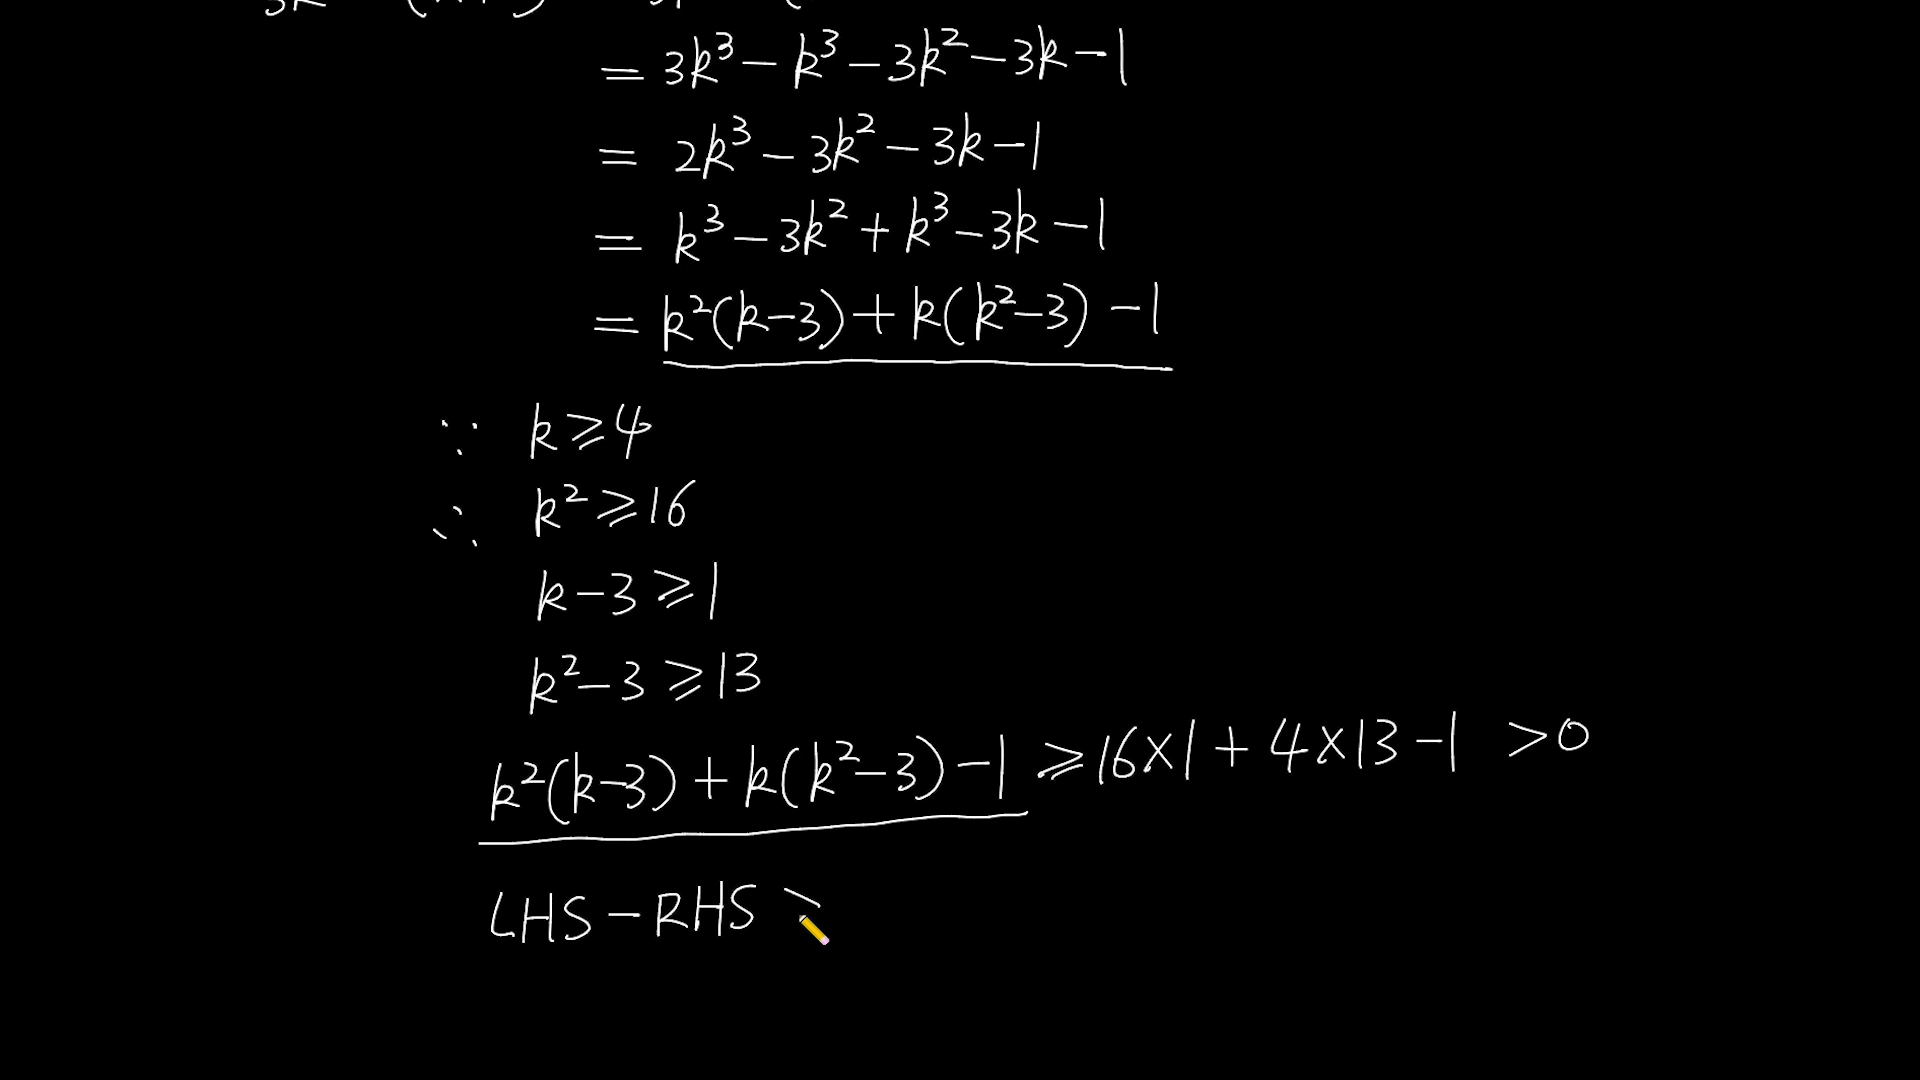 = 3k³ - k³ - 3k² - 3k - 1
= 2k³ - 3k² - 3k - 1
= k³ - 3k² + k³ - 3k - 1
= k²(k-3) + k(k²-3) - 1
∵ k ⩾ 4
∴ k² ⩾ 16
k - 3 ⩾ 1
k² - 3 ⩾ 13
k²(k-3) + k(k²-3) - 1 ⩾ 16×1 + 4×13 - 1 > 0
LHS - RHS